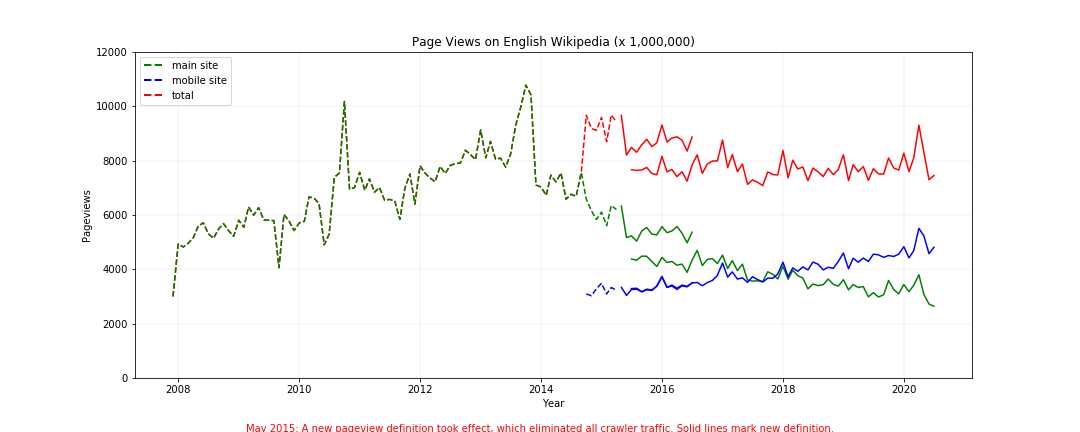 Page Views on English Wikipedia (x 1,000,000)
12000
10000
8000
6000
4000
2000
0
Pageviews
main site
mobile site
total
2008 2010 2012 2014 2016 2018 2020
Year
May 2015: A new pageview definition took effect, which eliminated all crawler traffic. Solid lines mark new definition.